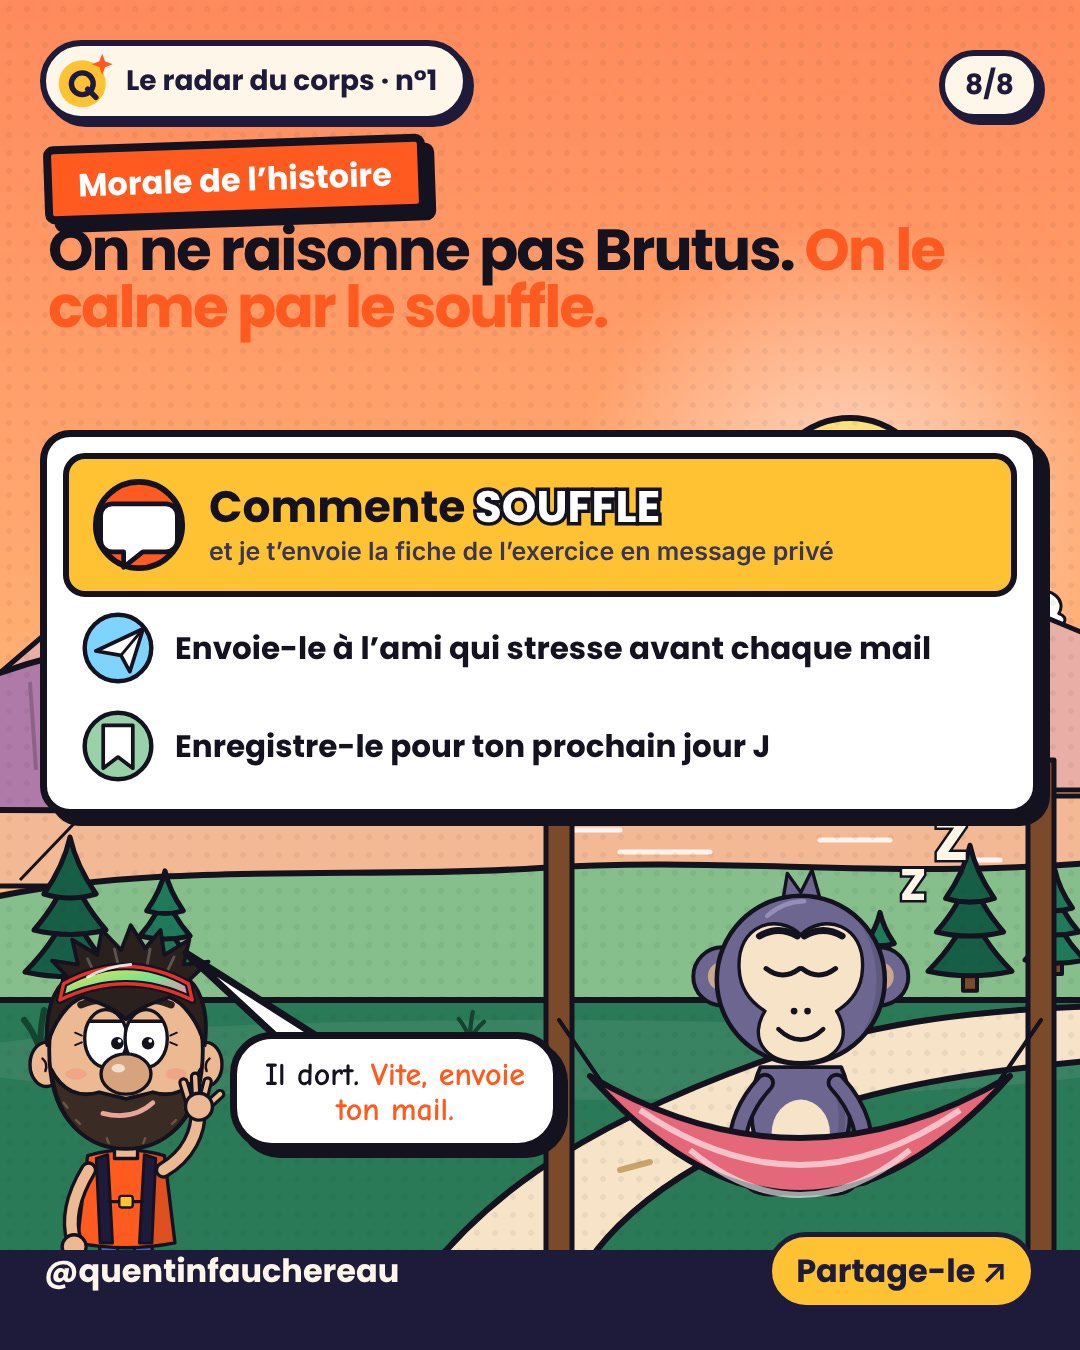 Q Le radar du corps · n°1
8/8
Morale de l’histoire
On ne raisonne pas Brutus. On le
calme par le souffle.
Commente SOUFFLE
et je t’envoie la fiche de l’exercice en message privé
Envoie-le à l’ami qui stresse avant chaque mail
Enregistre-le pour ton prochain jour J
Z
Z
Il dort. Vite, envoie
ton mail.
@quentinfauchereau
Partage-le ↗